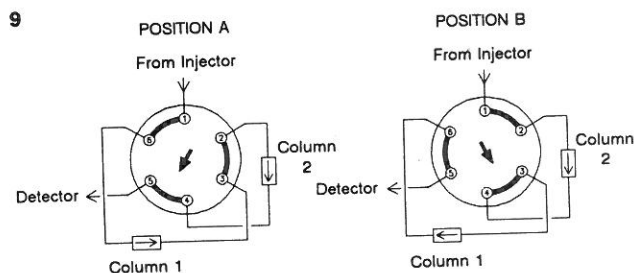 9
POSITION A
From Injector
1
2
3
4
5
6
Column
2
Detector
Column 1
POSITION B
From Injector
1
2
3
4
5
6
Column
2
Detector
Column 1